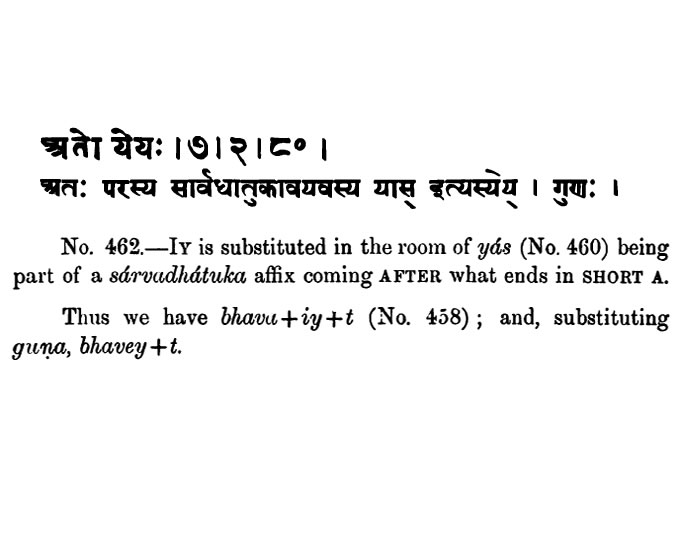 अतो येयः । ७ । २ । ८० ।
अतः परस्य सार्वधातुकावयवस्य यास् इत्यस्येय् । गुणः ।
No. 462.—IY is substituted in the room of yás (No. 460) being
part of a sárvadhátuka affix coming AFTER what ends in SHORT A.
Thus we have bhava+iy+t (No. 458); and, substituting
guṇa, bhavey+t.